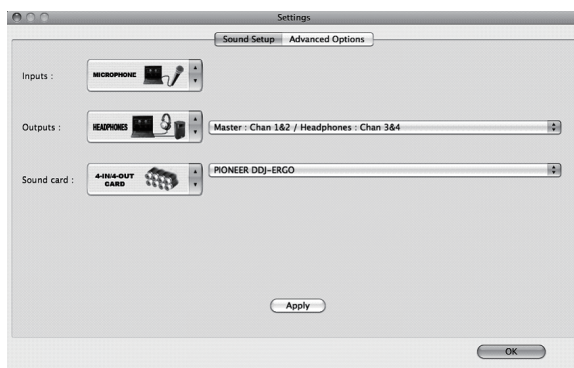 Settings
Sound Setup Advanced Options
Inputs :
MICROPHONE
Outputs :
HEADPHONES
Master : Chan 1&2 / Headphones : Chan 3&4
Sound card :
4-IN/4-OUT
CARD
PIONEER DDJ-ERGO
Apply
OK